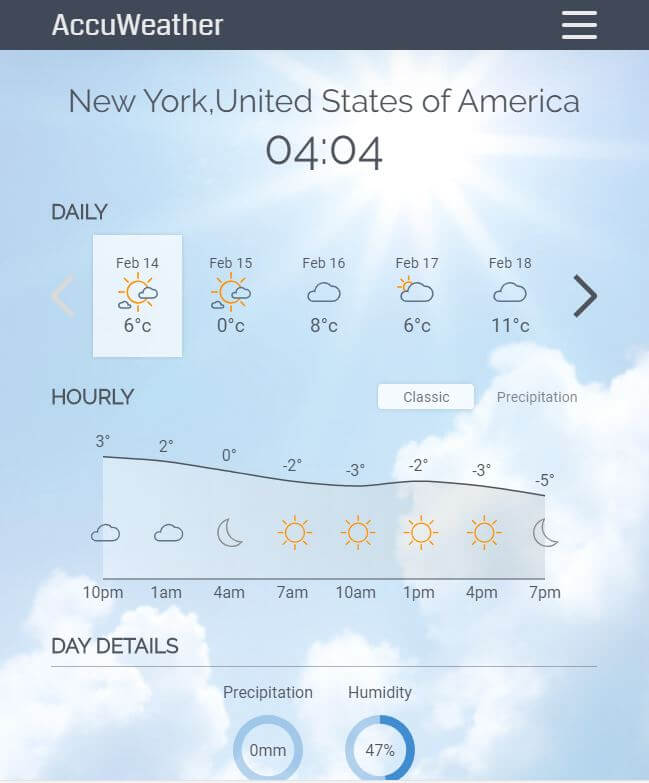 AccuWeather
New York,United States of America
04:04
DAILY
Feb 14 Feb 15 Feb 16 Feb 17 Feb 18
6°c 0°c 8°c 6°c 11°c
HOURLY Classic Precipitation
3° 2° 0° -2° -3° -2° -3° -5°
10pm 1am 4am 7am 10am 1pm 4pm 7pm
DAY DETAILS
Precipitation Humidity
0mm 47%